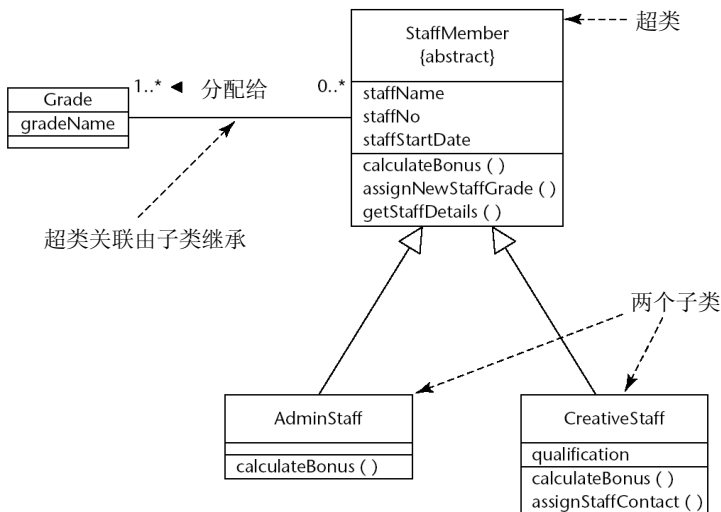 超类
StaffMember
{abstract}
staffName
staffNo
staffStartDate
calculateBonus ( )
assignNewStaffGrade ( )
getStaffDetails ( )
1..* ◄ 分配给 0..*
Grade
gradeName
超类关联由子类继承
两个子类
AdminStaff
calculateBonus ( )
CreativeStaff
qualification
calculateBonus ( )
assignStaffContact ( )